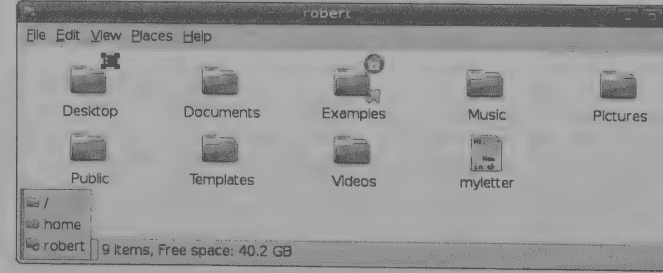 robert
File Edit View Places Help
Desktop Documents Examples Music Pictures
Public Templates Videos myletter
/
home
robert 9 items, Free space: 40.2 GB